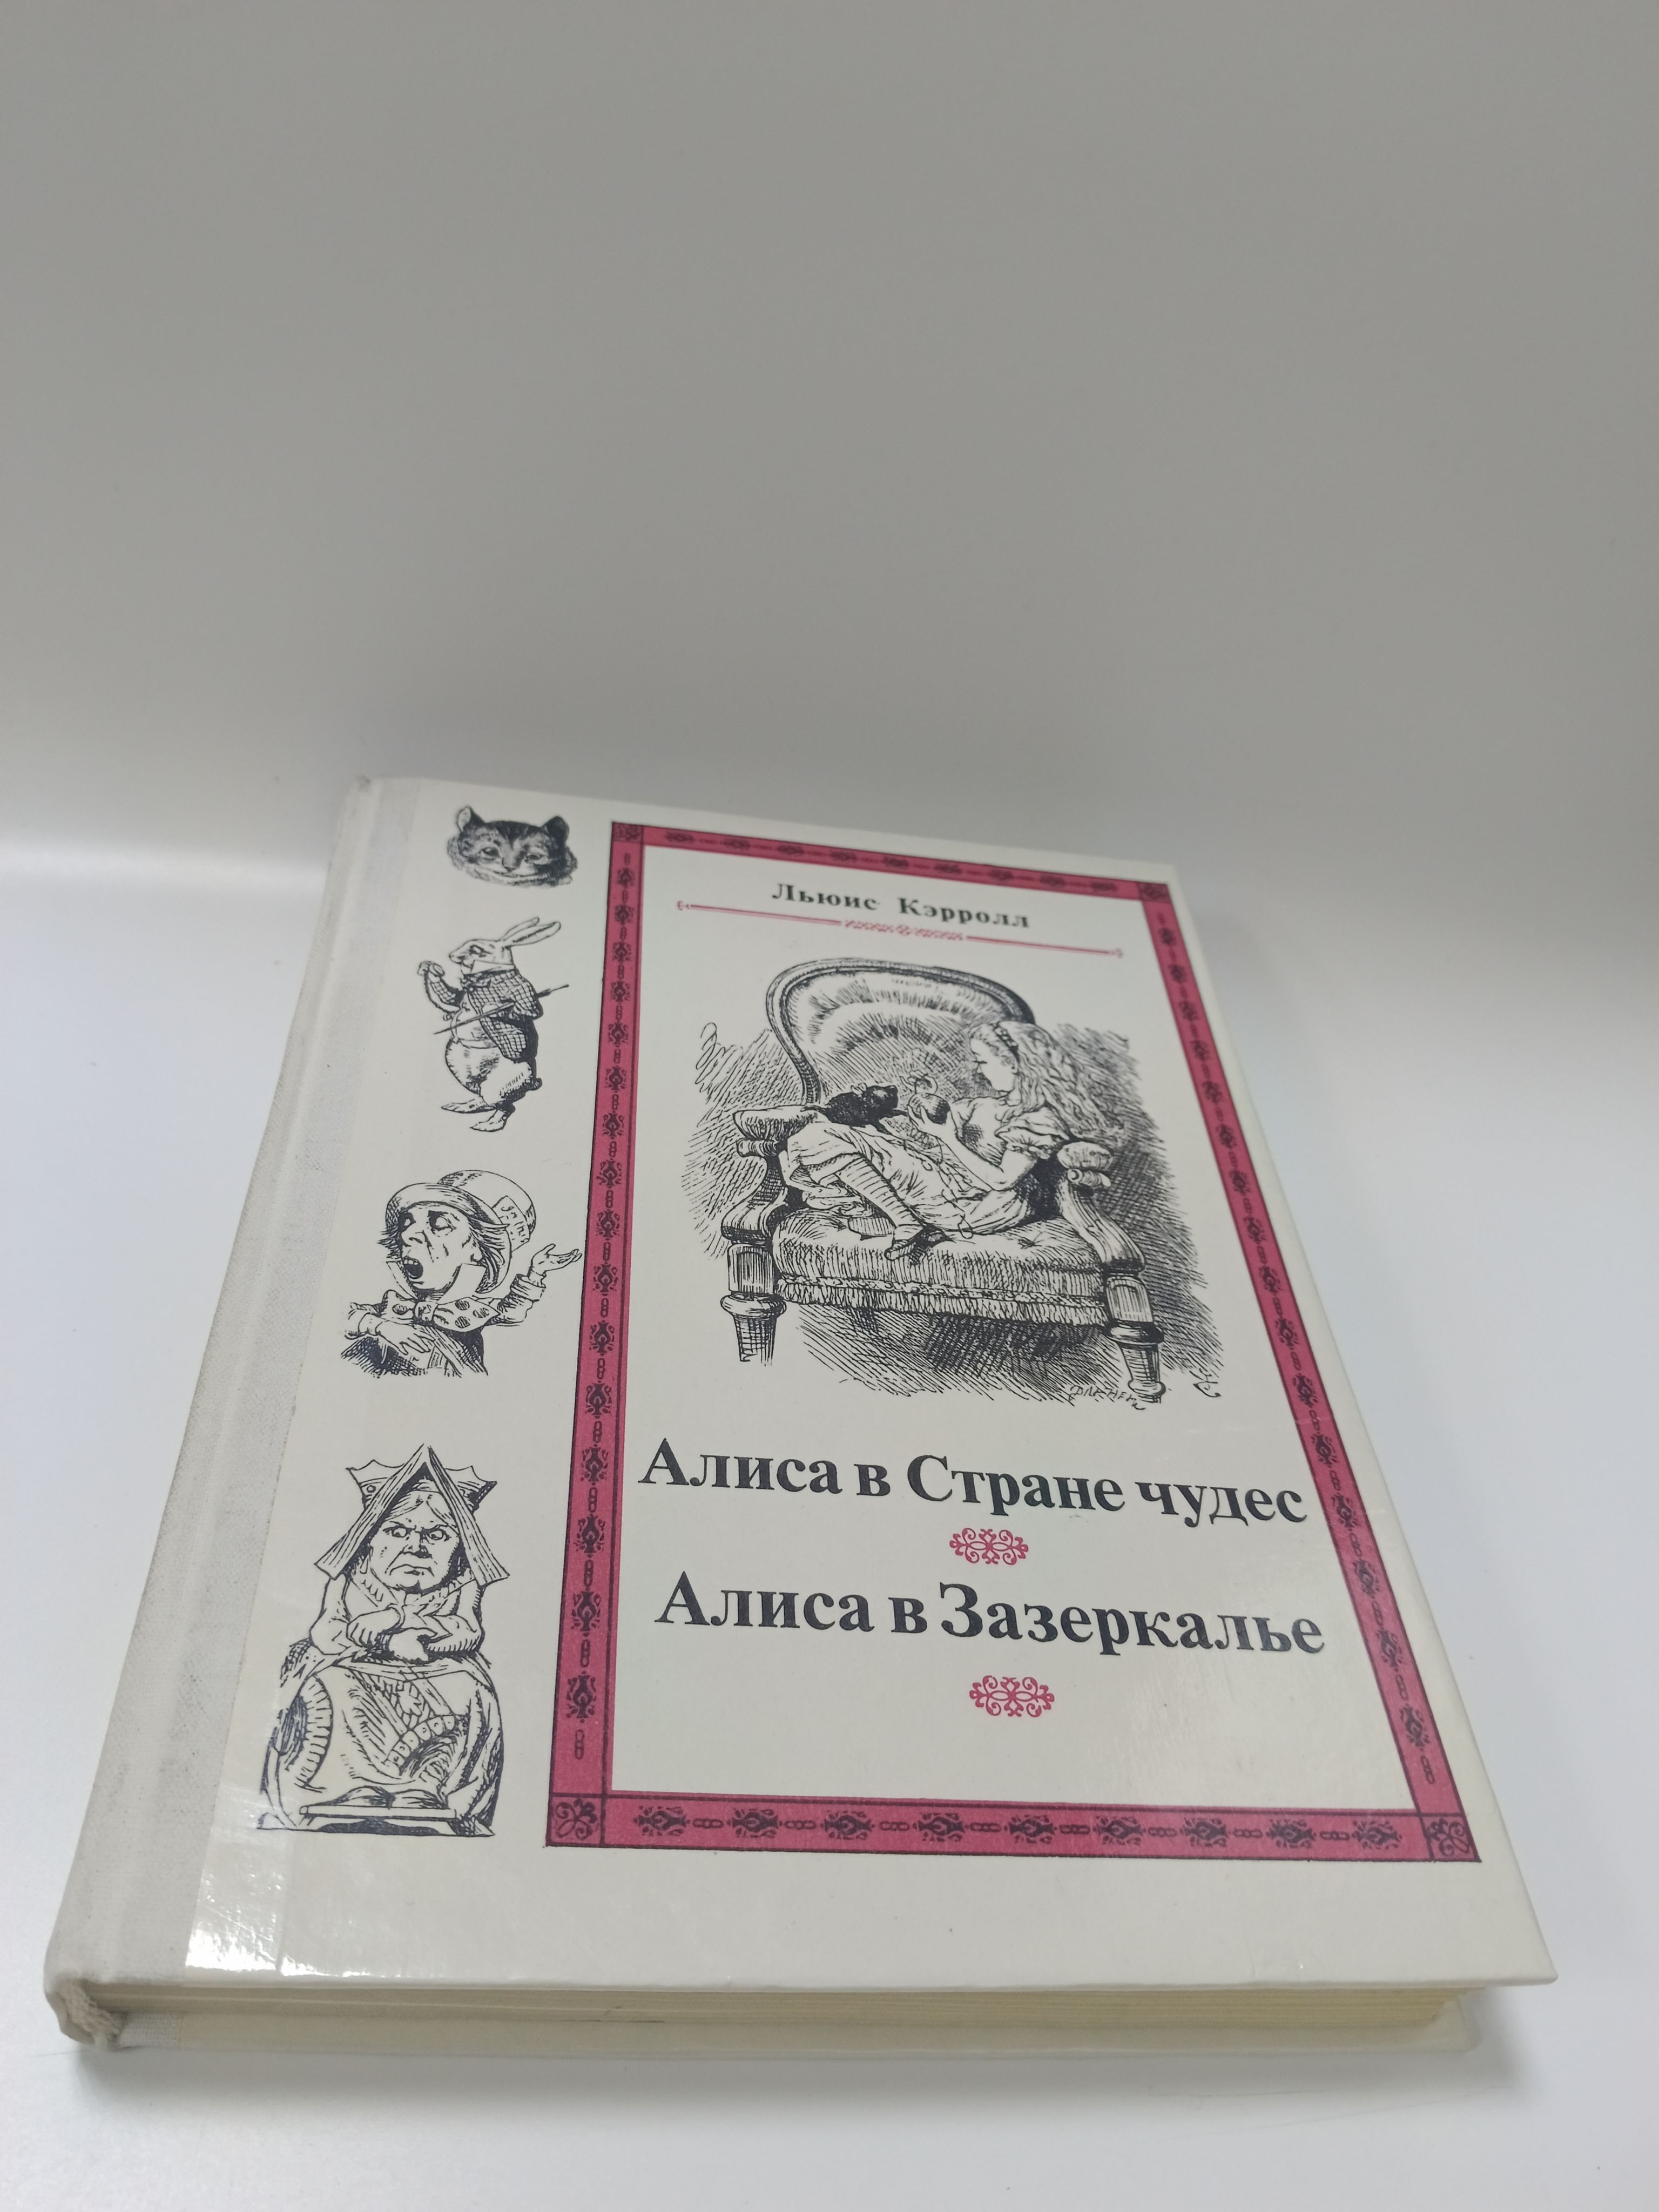 Льюис Кэрролл
Алиса в Стране чудес
Алиса в Зазеркалье